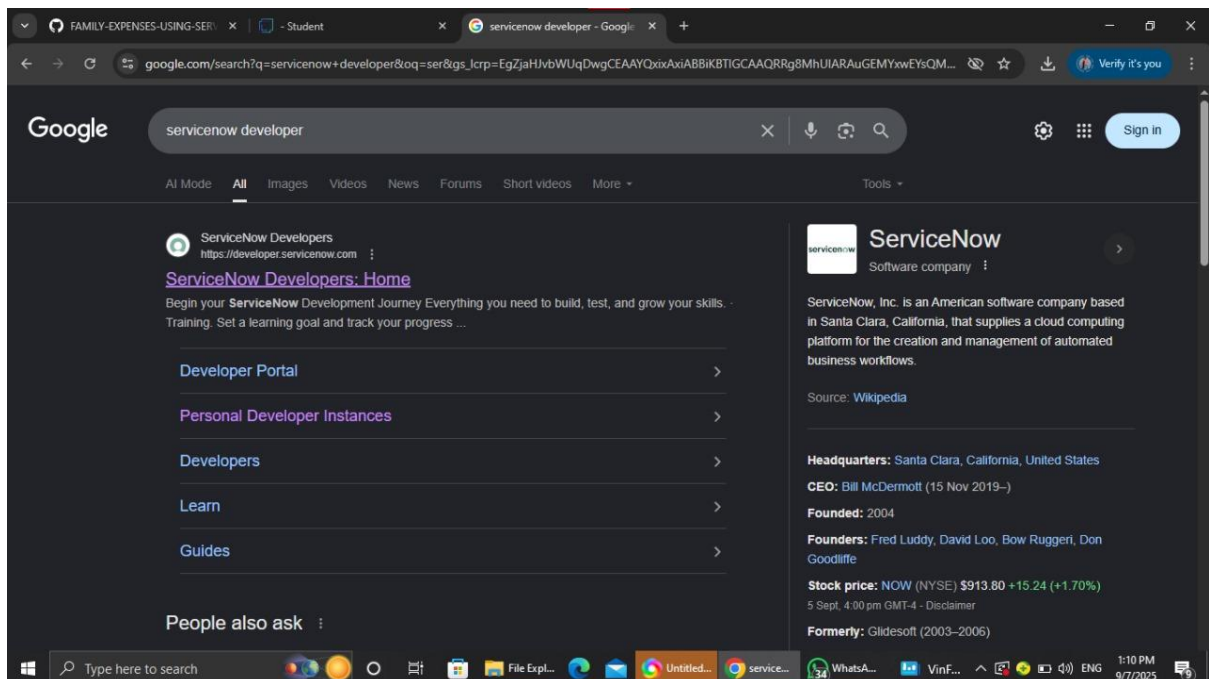 FAMILY-EXPENSES-USING-SERV
- Student
servicenow developer - Google
google.com/search?q=servicenow+developer&oq=ser&gs_lcrp=EgZjaHJvbWUqDwgCEAAYQxixAxiABBiKBTIGCAAQRRg8MhUIARAuGEMYxwEYsQM...
Verify it's you
Google
servicenow developer
Sign in
AI Mode All Images Videos News Forums Short videos More
Tools
ServiceNow Developers
https://developer.servicenow.com
ServiceNow Developers: Home
Begin your ServiceNow Development Journey Everything you need to build, test, and grow your skills. ·
Training. Set a learning goal and track your progress ...
Developer Portal
Personal Developer Instances
Developers
Learn
Guides
People also ask
servicenow
ServiceNow
Software company
ServiceNow, Inc. is an American software company based
in Santa Clara, California, that supplies a cloud computing
platform for the creation and management of automated
business workflows.
Source: Wikipedia
Headquarters: Santa Clara, California, United States
CEO: Bill McDermott (15 Nov 2019–)
Founded: 2004
Founders: Fred Luddy, David Loo, Bow Ruggeri, Don
Goodliffe
Stock price: NOW (NYSE) $913.80 +15.24 (+1.70%)
5 Sept, 4:00 pm GMT-4 - Disclaimer
Formerly: Glidesoft (2003–2006)
Type here to search
File Expl...
Untitled...
service...
34
WhatsA...
VinF...
ENG
1:10 PM
9/7/2025
9